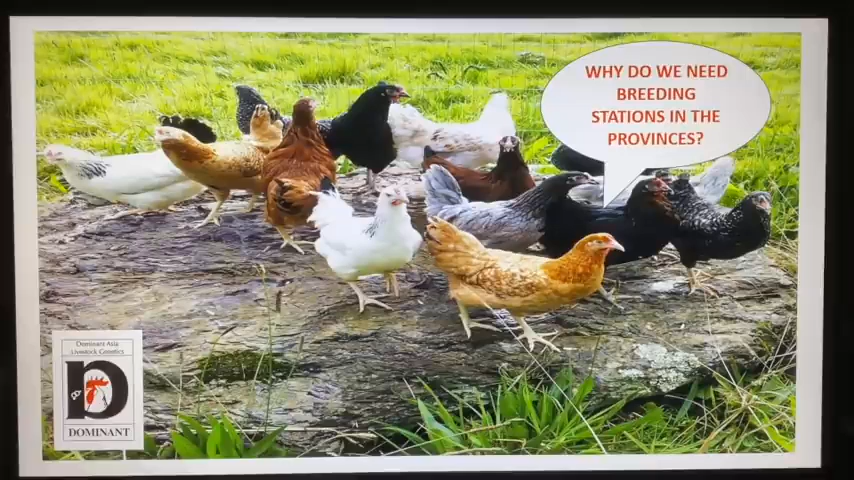 WHY DO WE NEED
BREEDING
STATIONS IN THE
PROVINCES?
Dominant Asia
Livestock Genetics
D
DOMINANT